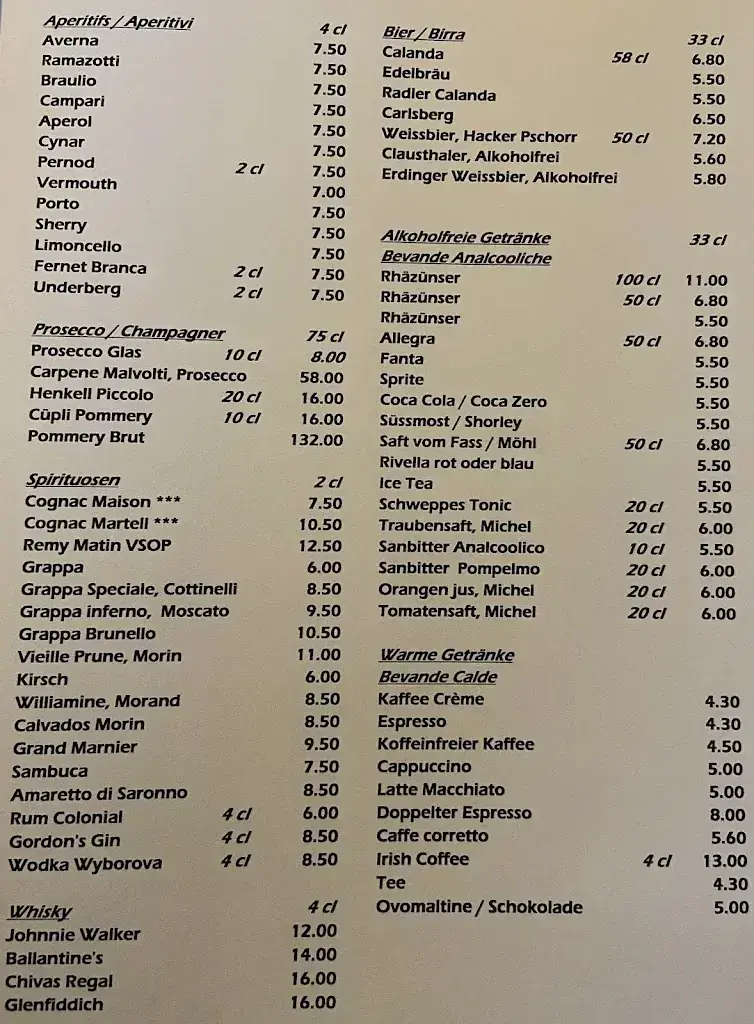 Aperitifs / Aperitivi 4 cl
Averna 7.50
Ramazotti 7.50
Braulio 7.50
Campari 7.50
Aperol 7.50
Cynar 7.50
Pernod 2 cl 7.50
Vermouth 7.00
Porto 7.50
Sherry 7.50
Limoncello 7.50
Fernet Branca 2 cl 7.50
Underberg 2 cl 7.50
Prosecco / Champagner 75 cl
Prosecco Glas 10 cl 8.00
Carpene Malvolti, Prosecco 58.00
Henkell Piccolo 20 cl 16.00
Cüpli Pommery 10 cl 16.00
Pommery Brut 132.00
Spirituosen 2 cl
Cognac Maison *** 7.50
Cognac Martell *** 10.50
Remy Matin VSOP 12.50
Grappa 6.00
Grappa Speciale, Cottinelli 8.50
Grappa inferno, Moscato 9.50
Grappa Brunello 10.50
Vieille Prune, Morin 11.00
Kirsch 6.00
Williamine, Morand 8.50
Calvados Morin 8.50
Grand Marnier 9.50
Sambuca 7.50
Amaretto di Saronno 8.50
Rum Colonial 4 cl 6.00
Gordon's Gin 4 cl 8.50
Wodka Wyborova 4 cl 8.50
Whisky 4 cl
Johnnie Walker 12.00
Ballantine's 14.00
Chivas Regal 16.00
Glenfiddich 16.00
Bier / Birra 33 cl
Calanda 58 cl 6.80
Edelbräu 5.50
Radler Calanda 5.50
Carlsberg 6.50
Weissbier, Hacker Pschorr 50 cl 7.20
Clausthaler, Alkoholfrei 5.60
Erdinger Weissbier, Alkoholfrei 5.80
Alkoholfreie Getränke 33 cl
Bevande Analcooliche
Rhäzünser 100 cl 11.00
Rhäzünser 50 cl 6.80
Rhäzünser 5.50
Allegra 50 cl 6.80
Fanta 5.50
Sprite 5.50
Coca Cola / Coca Zero 5.50
Süssmost / Shorley 5.50
Saft vom Fass / Möhl 50 cl 6.80
Rivella rot oder blau 5.50
Ice Tea 5.50
Schweppes Tonic 20 cl 5.50
Traubensaft, Michel 20 cl 6.00
Sanbitter Analcoolico 10 cl 5.50
Sanbitter Pompelmo 20 cl 6.00
Orangen jus, Michel 20 cl 6.00
Tomatensaft, Michel 20 cl 6.00
Warme Getränke
Bevande Calde
Kaffee Crème 4.30
Espresso 4.30
Koffeinfreier Kaffee 4.50
Cappuccino 5.00
Latte Macchiato 5.00
Doppelter Espresso 8.00
Caffe corretto 5.60
Irish Coffee 4 cl 13.00
Tee 4.30
Ovomaltine / Schokolade 5.00